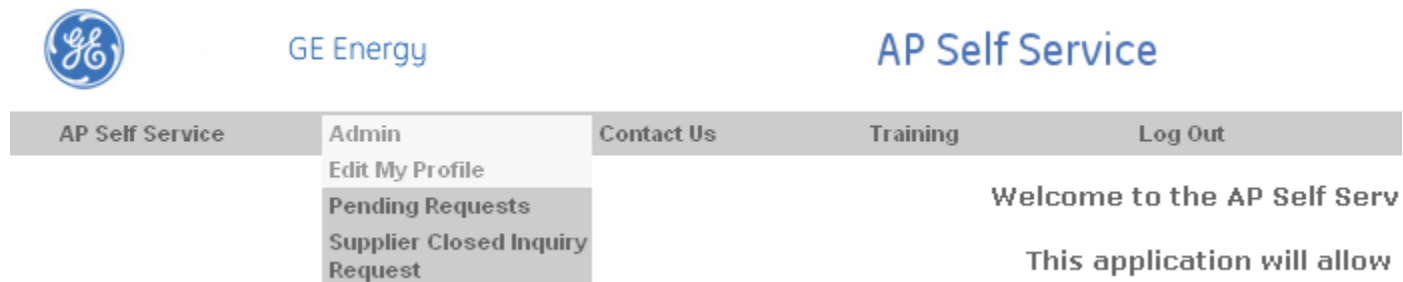 GE
GE Energy
AP Self Service
AP Self Service Admin Contact Us Training Log Out
Edit My Profile
Pending Requests
Welcome to the AP Self Serv
Supplier Closed Inquiry
Request
This application will allow